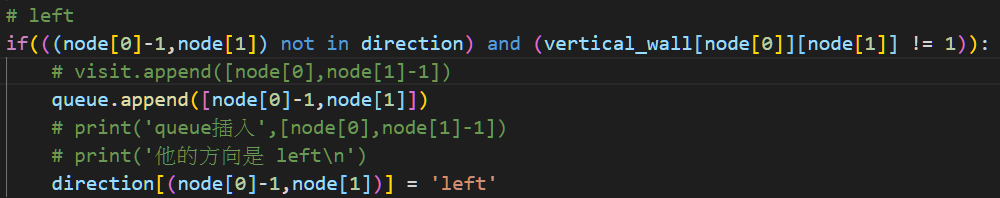 # left
if(((node[0]-1,node[1]) not in direction) and (vertical_wall[node[0]][node[1]] != 1)):
# visit.append([node[0],node[1]-1])
queue.append([node[0]-1,node[1]])
# print('queue插入',[node[0],node[1]-1])
# print('他的方向是 left\n')
direction[(node[0]-1,node[1])] = 'left'